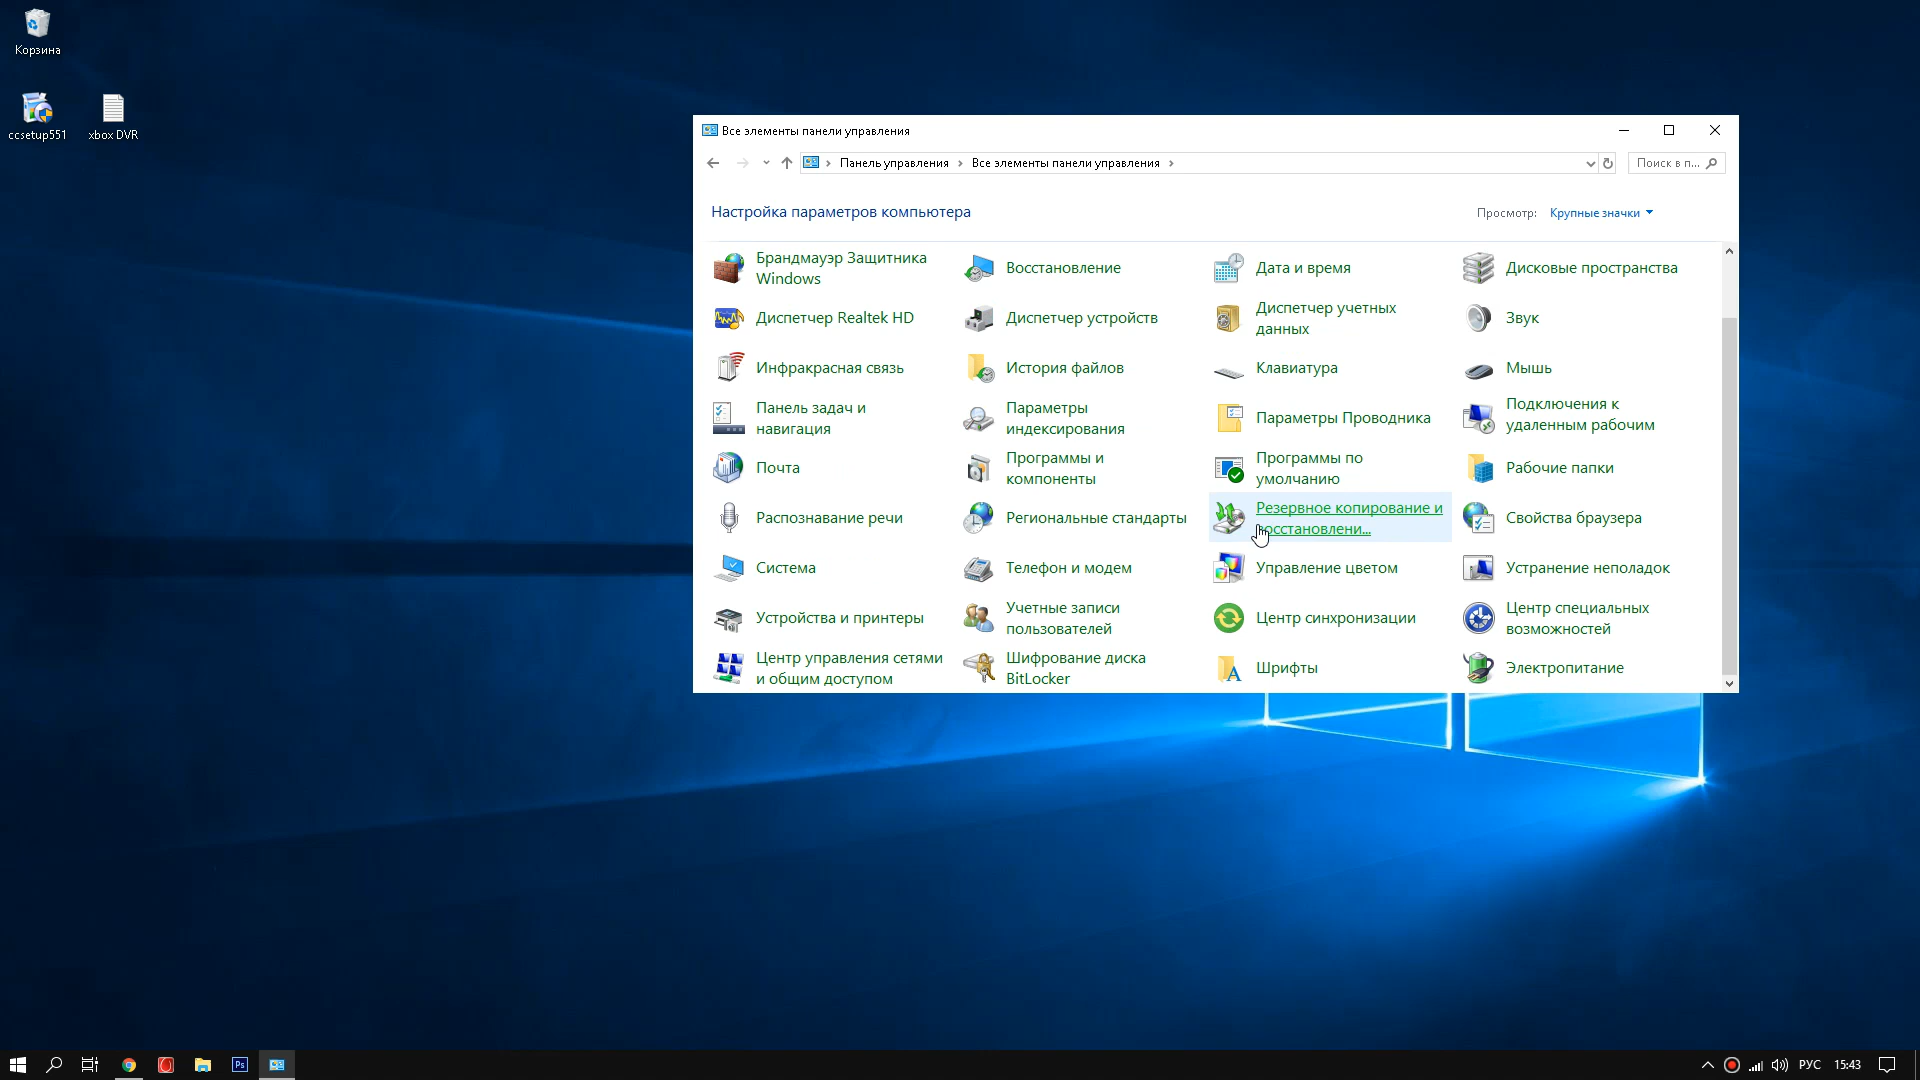 Корзина
ccsetup551
xbox DVR
Все элементы панели управления
Панель управления
Все элементы панели управления
Поиск в п...
Настройка параметров компьютера
Просмотр:
Крупные значки
Брандмауэр Защитника
Windows
Восстановление
Дата и время
Дисковые пространства
Диспетчер Realtek HD
Диспетчер устройств
Диспетчер учетных
данных
Звук
Инфракрасная связь
История файлов
Клавиатура
Мышь
Панель задач и
навигация
Параметры
индексирования
Параметры Проводника
Подключения к
удаленным рабочим
Почта
Программы и
компоненты
Программы по
умолчанию
Рабочие папки
Распознавание речи
Региональные стандарты
Резервное копирование и
восстановлени...
Свойства браузера
Система
Телефон и модем
Управление цветом
Устранение неполадок
Устройства и принтеры
Учетные записи
пользователей
Центр синхронизации
Центр специальных
возможностей
Центр управления сетями
и общим доступом
Шифрование диска
BitLocker
Шрифты
Электропитание
Ps
РУС
15:43